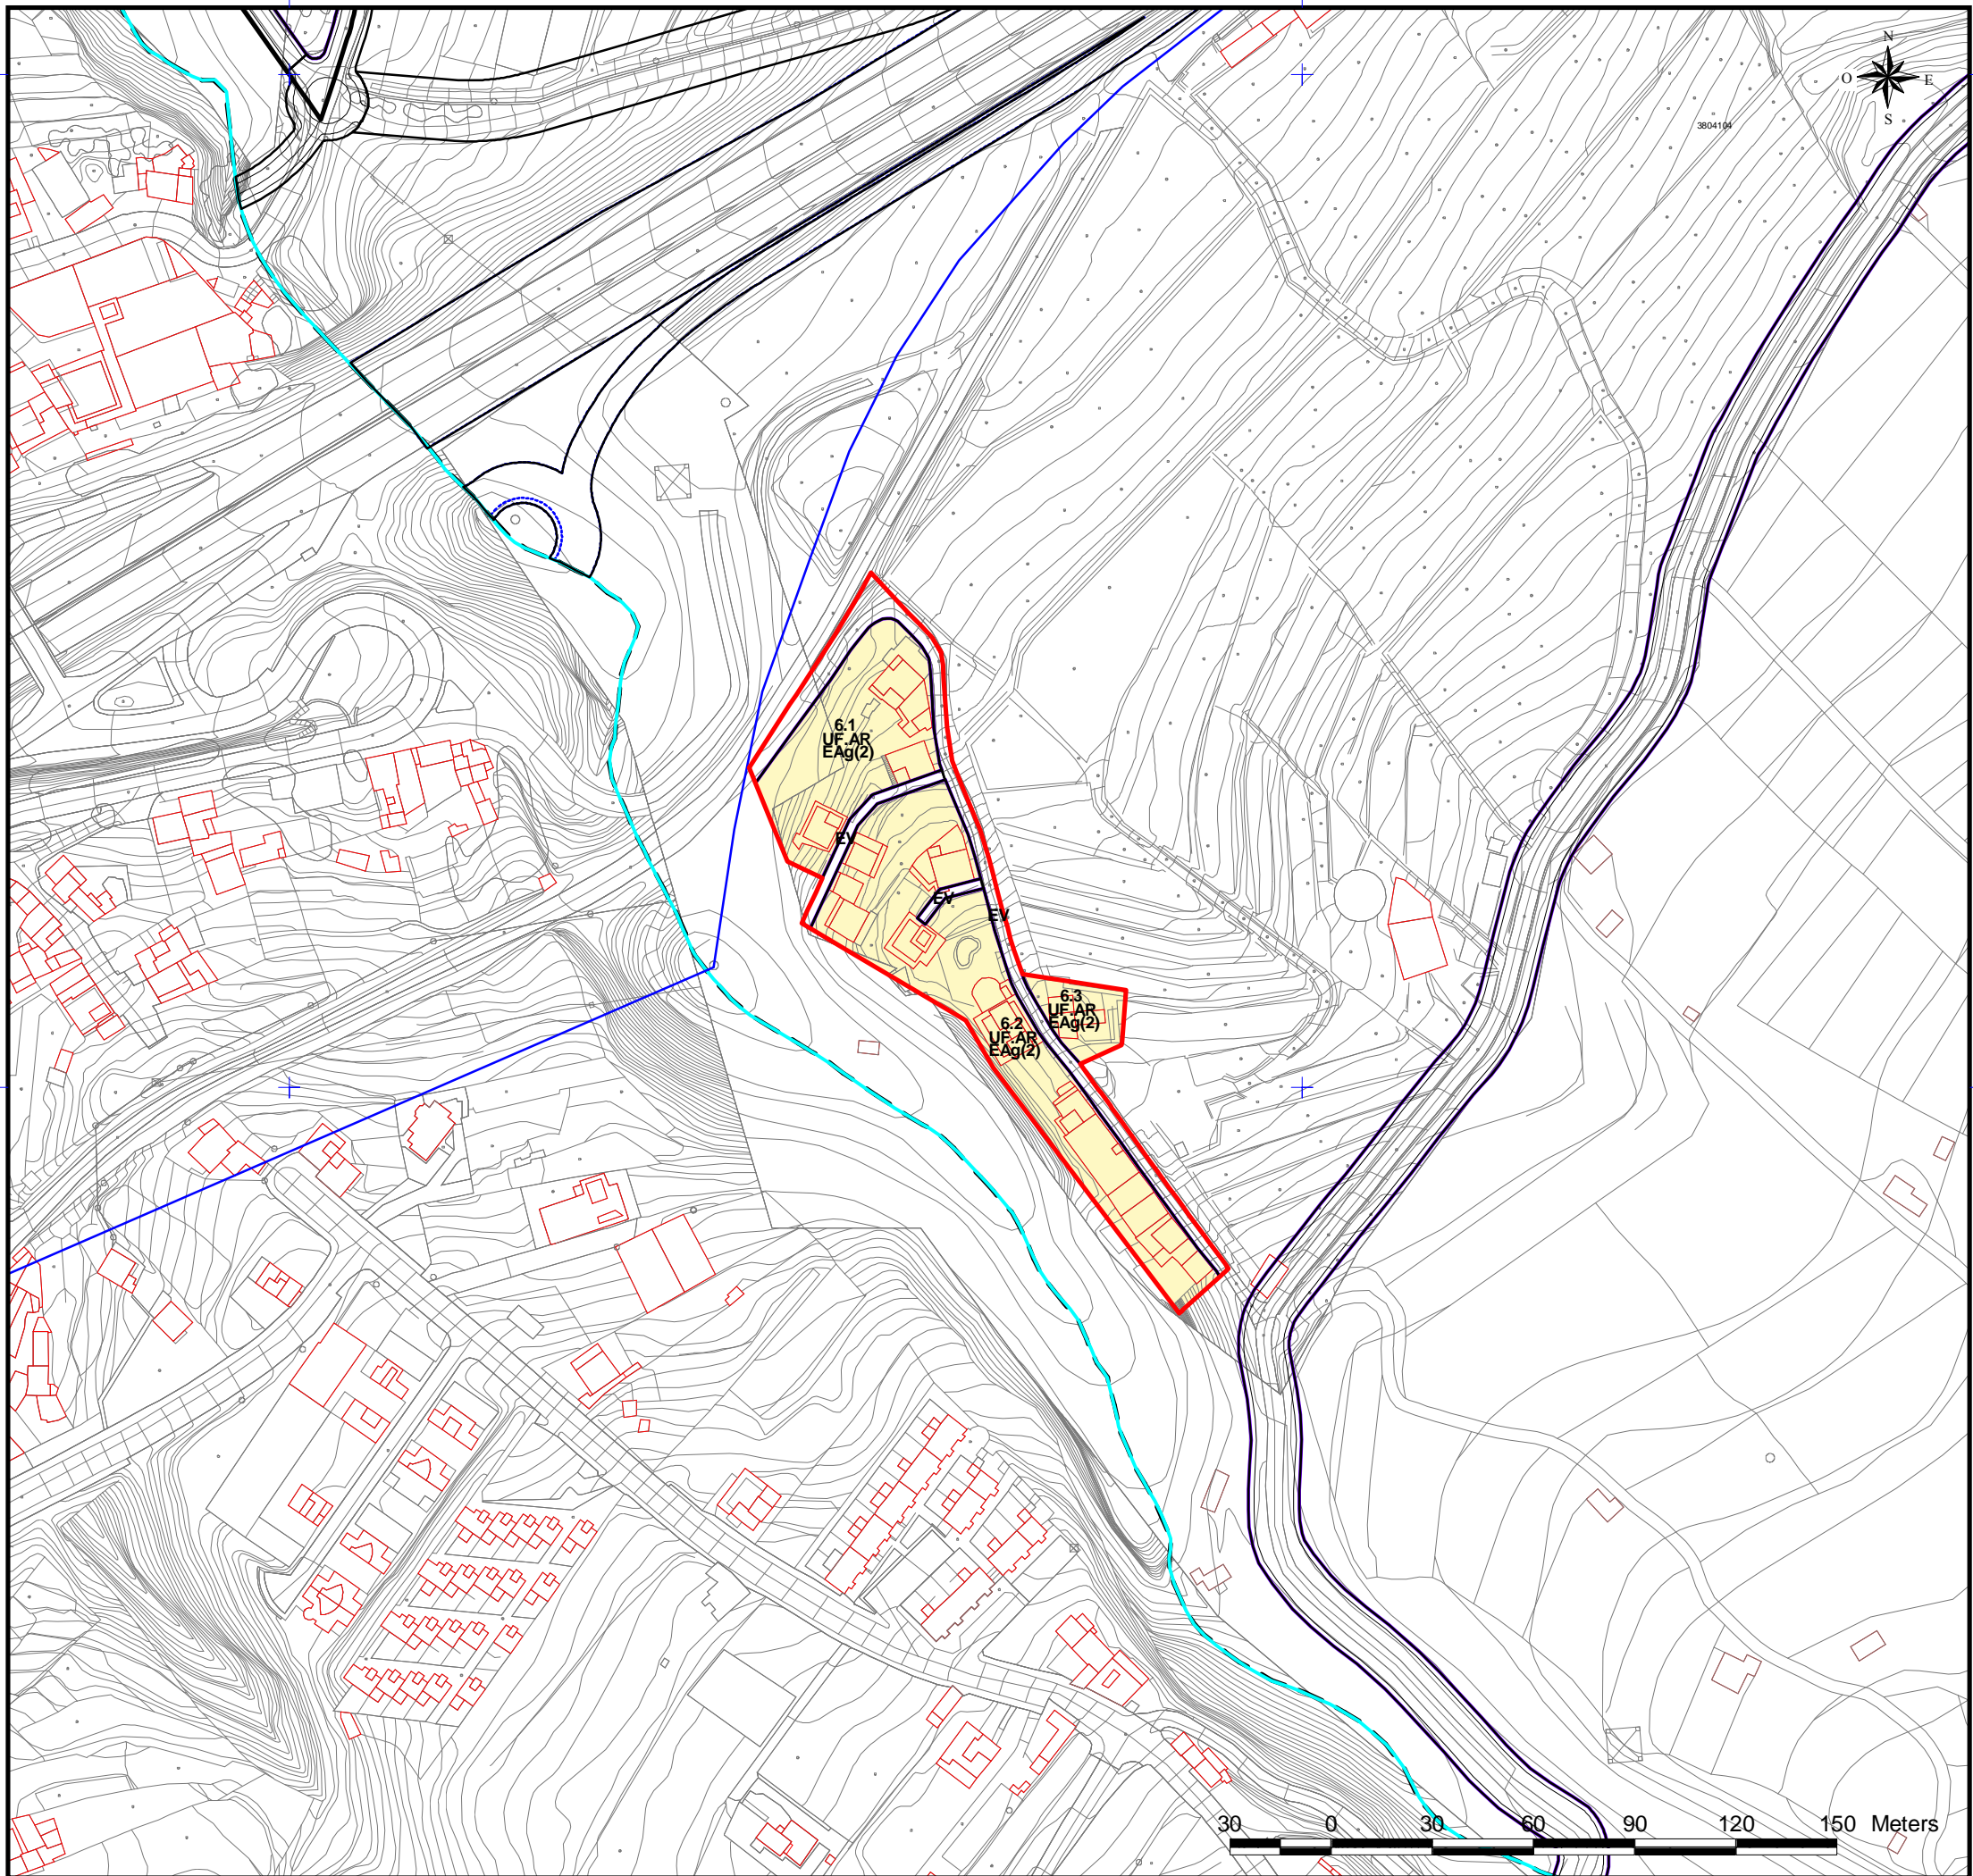 N
O E
S
3804104
6.1
UF.AR
EAg(2)
EV
EV
EV
6.3
UF.AR
EAg(2)
6.2
UF.AR
EAg(2)
30 0 30 60 90 120 150 Meters